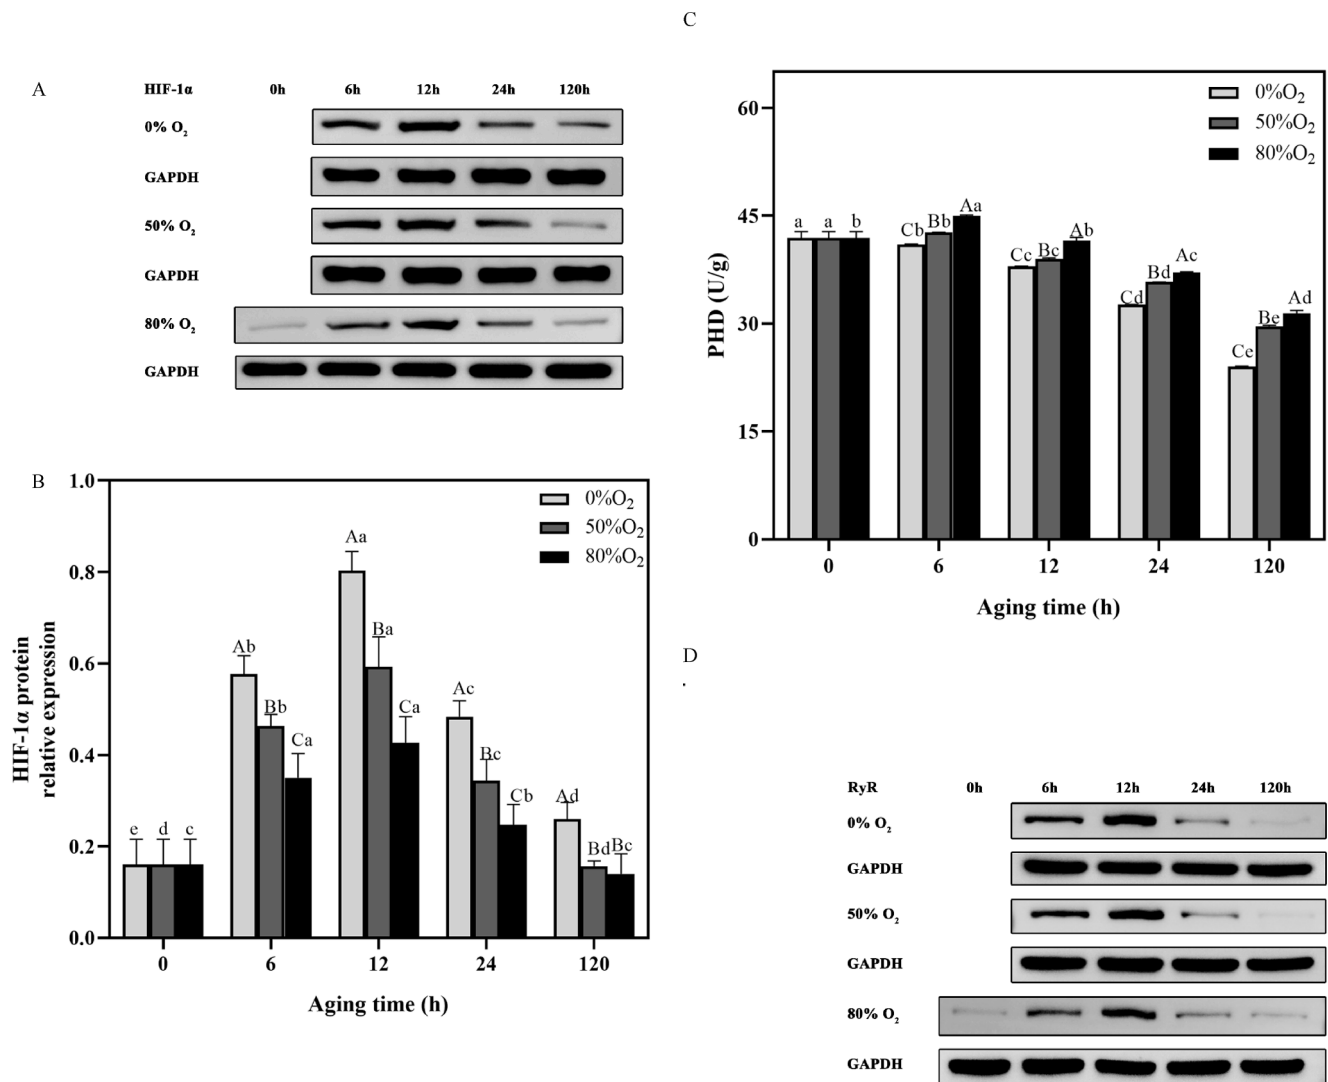 A
HIF-1α 0h 6h 12h 24h 120h
0% O₂
GAPDH
50% O₂
GAPDH
80% O₂
GAPDH
B
1.0
0.8
0.6
0.4
0.2
0.0
HIF-1α protein
relative expression
0%O₂
50%O₂
80%O₂
e d c
Ab Bb Ca
Aa Ba Ca
Ac Bc Cb
Ad Bd Bc
0 6 12 24 120
Aging time (h)
C
60
45
30
15
0
PHD (U/g)
0%O₂
50%O₂
80%O₂
a a b
Cb Bb Aa
Cc Bc Ab
Cd Bd Ac
Ce Be Ad
0 6 12 24 120
Aging time (h)
D
.
RyR 0h 6h 12h 24h 120h
0% O₂
GAPDH
50% O₂
GAPDH
80% O₂
GAPDH